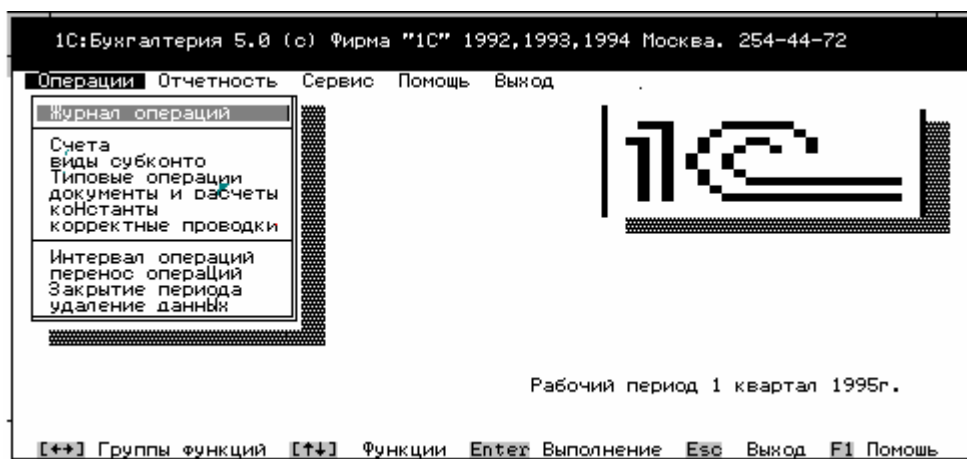 1С:Бухгалтерия 5.0 (c) Фирма "1С" 1992,1993,1994 Москва. 254-44-72
Операции Отчетность Сервис Помощь Выход
Журнал операций
Счета
виды субконто
Типовые операции
документы и расчеты
коНстанты
корректные проводки
Интервал операций
перенос операЦий
Закрытие периода
удаление даннЫх
1С
Рабочий период 1 квартал 1995г.
[←→] Группы функций [↑↓] Функции Enter Выполнение Esc Выход F1 Помошь